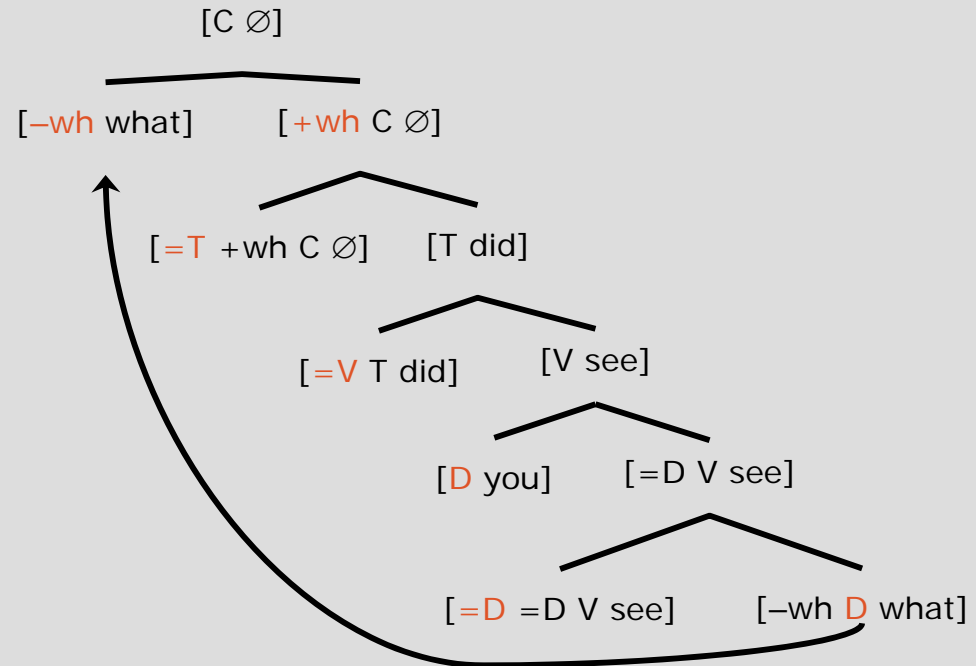 [C ∅]
[–wh what] [+wh C ∅]
[=T +wh C ∅] [T did]
[=V T did] [V see]
[D you] [=D V see]
[=D =D V see] [–wh D what]